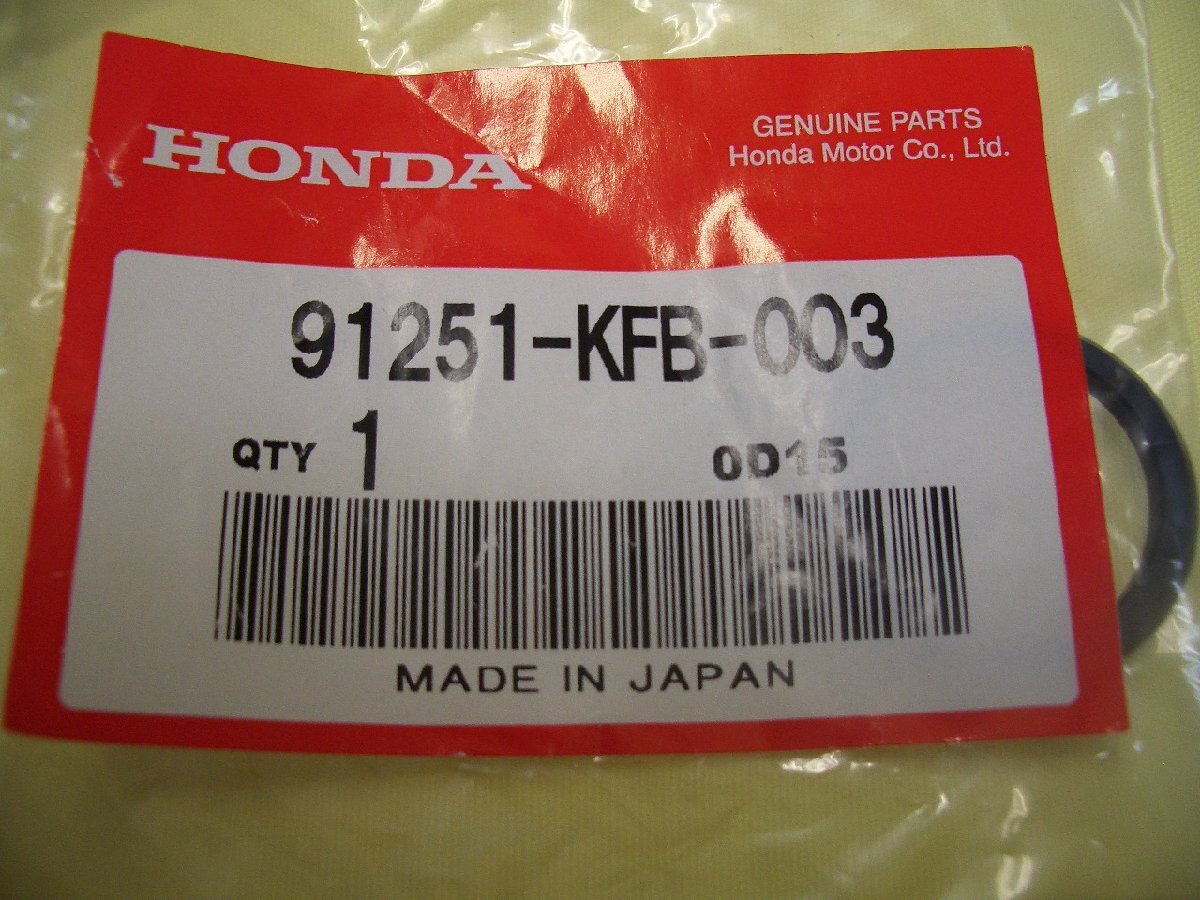 HONDA
GENUINE PARTS
Honda Motor Co., Ltd.
91251-KFB-003
QTY 1
0D15
MADE IN JAPAN